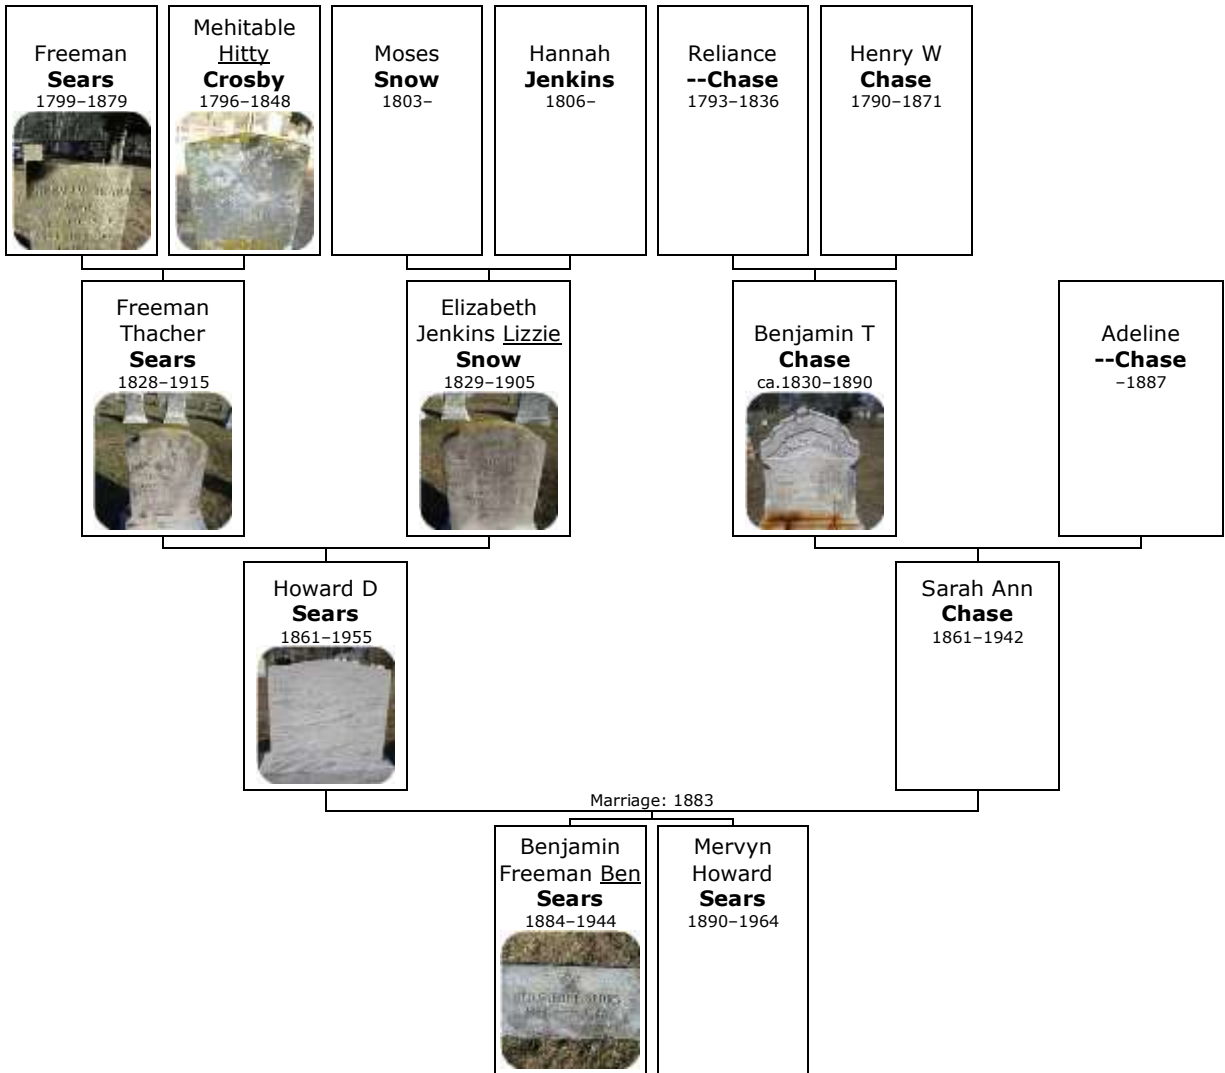 Freeman
Sears
1799–1879
Mehitable
Hitty
Crosby
1796–1848
Moses
Snow
1803–
Hannah
Jenkins
1806–
Reliance
--Chase
1793–1836
Henry W
Chase
1790–1871
Freeman
Thacher
Sears
1828–1915
Elizabeth
Jenkins Lizzie
Snow
1829–1905
Benjamin T
Chase
ca.1830–1890
Adeline
--Chase
–1887
Howard D
Sears
1861–1955
Sarah Ann
Chase
1861–1942
Marriage: 1883
Benjamin
Freeman Ben
Sears
1884–1944
Mervyn
Howard
Sears
1890–1964